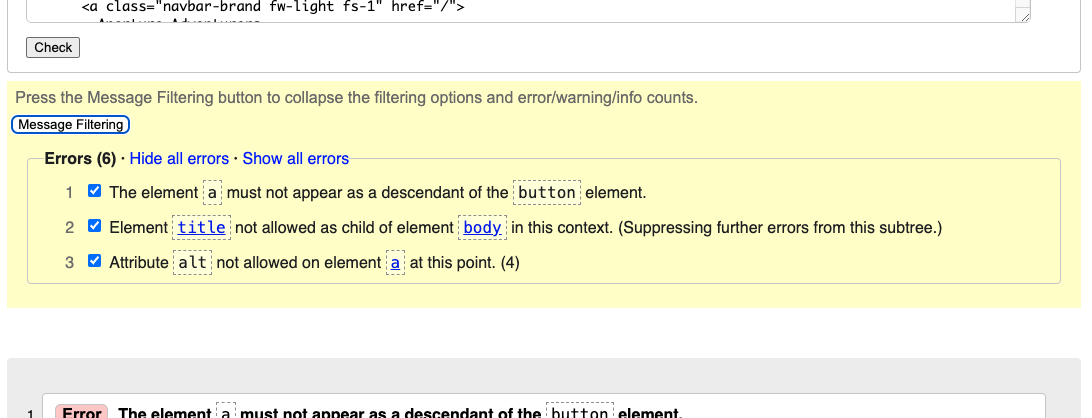 <a class="navbar-brand fw-light fs-1" href="/">
Aperture Adventurers
Check
Press the Message Filtering button to collapse the filtering options and error/warning/info counts.
Message Filtering
Errors (6) · Hide all errors · Show all errors
1 The element a must not appear as a descendant of the button element.
2 Element title not allowed as child of element body in this context. (Suppressing further errors from this subtree.)
3 Attribute alt not allowed on element a at this point. (4)
1 Error The element a must not appear as a descendant of the button element.